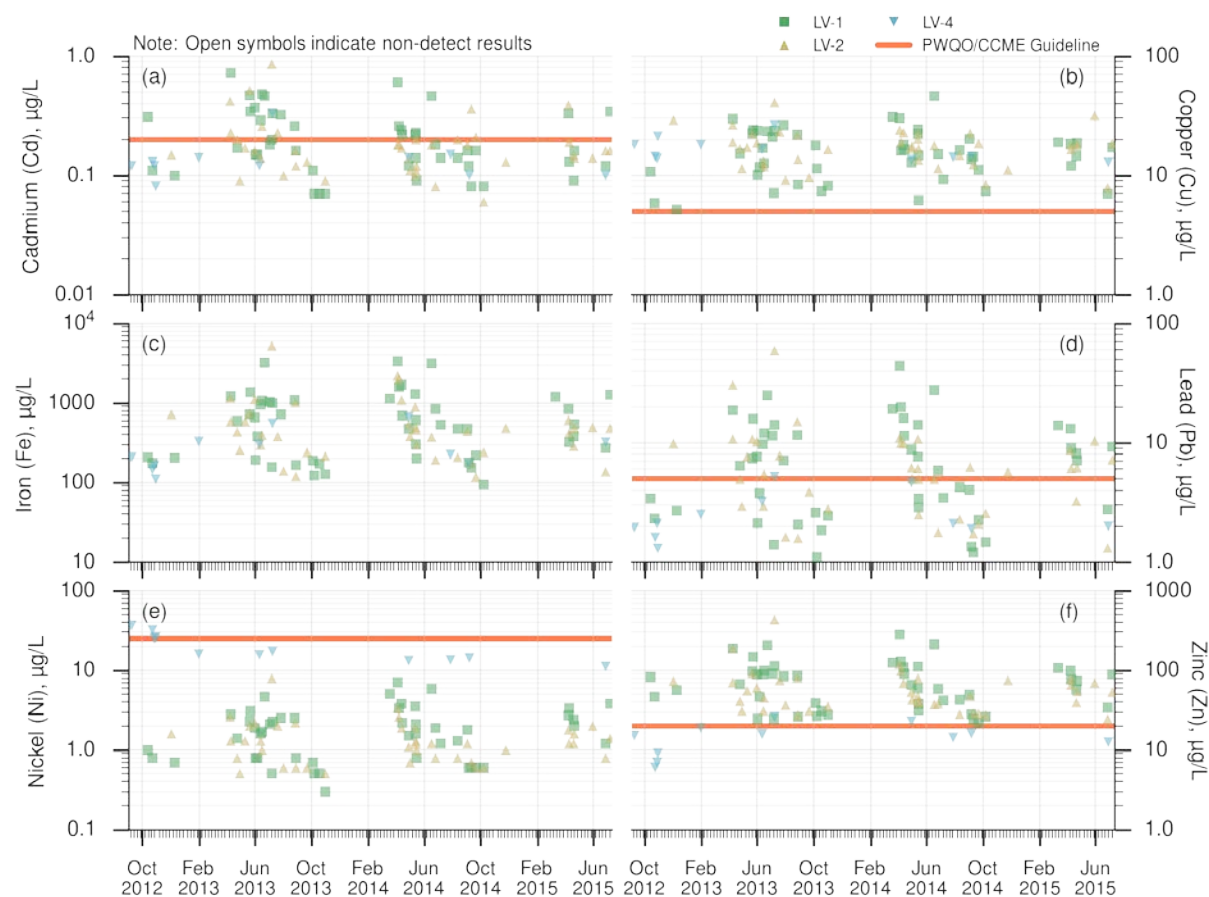 LV-1
LV-4
Note: Open symbols indicate non-detect results
LV-2
PWQO/CCME Guideline
1.0
(a)
(b)
100
Cadmium (Cd), µg/L
0.1
10
Copper (Cu), µg/L
0.01
1.0
10⁴
(c)
(d)
100
Iron (Fe), µg/L
1000
100
10
Lead (Pb), µg/L
10
1.0
100
(e)
(f)
1000
Nickel (Ni), µg/L
10
100
Zinc (Zn), µg/L
1.0
10
0.1
1.0
Oct Feb Jun Oct Feb Jun Oct Feb Jun
2012 2013 2013 2013 2014 2014 2014 2015 2015
Oct Feb Jun Oct Feb Jun Oct Feb Jun
2012 2013 2013 2013 2014 2014 2014 2015 2015